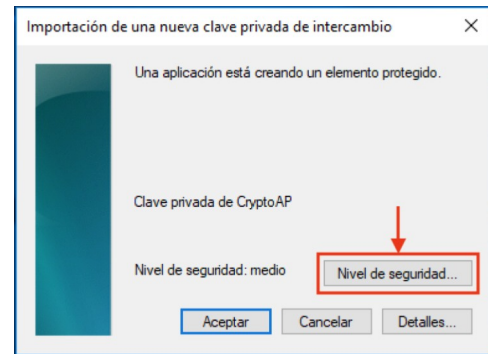 Importación de una nueva clave privada de intercambio
Una aplicación está creando un elemento protegido.
Clave privada de CryptoAP
Nivel de seguridad: medio
Nivel de seguridad...
Aceptar
Cancelar
Detalles...